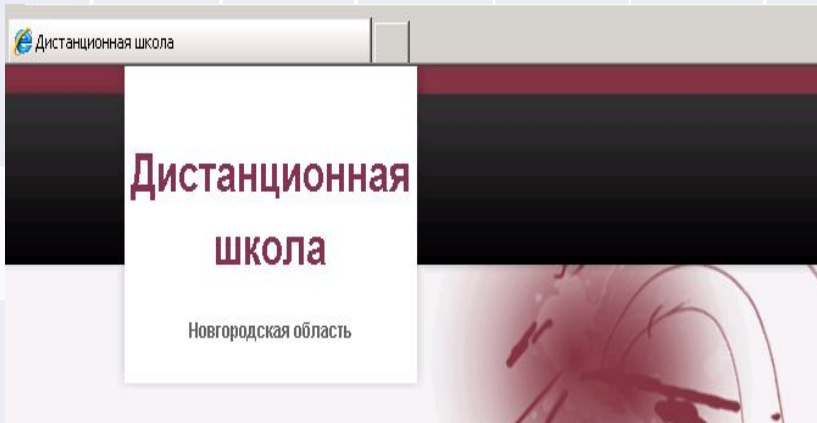 Дистанционная школа
Дистанционная
школа
Новгородская область